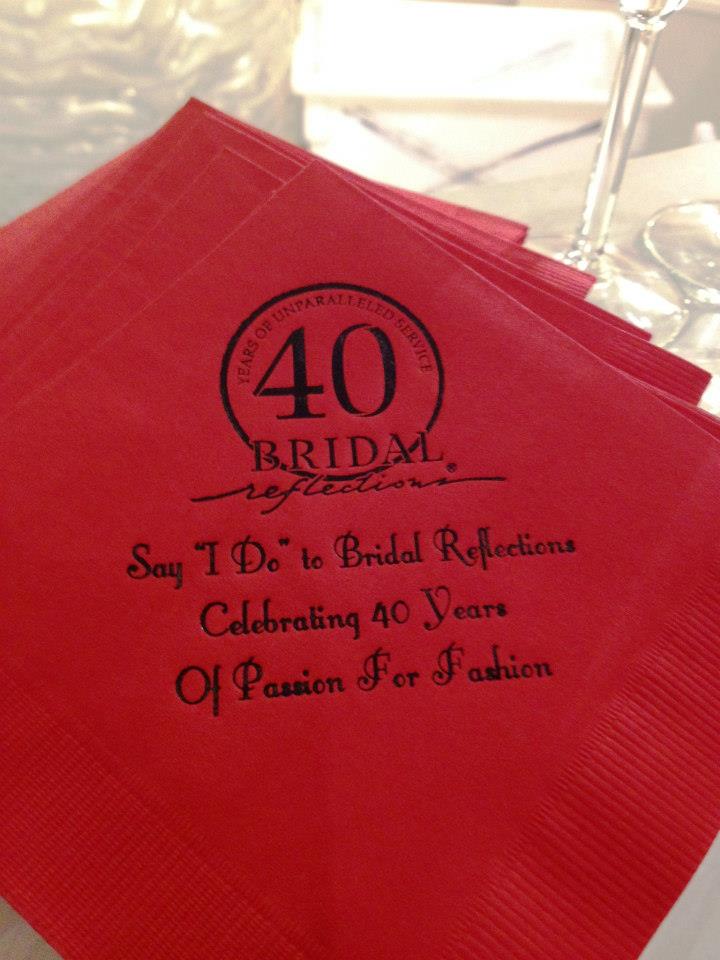 YEARS OF UNPARALLELED SERVICE
40
BRIDAL
reflections®
Say "I Do" to Bridal Reflections
Celebrating 40 Years
Of Passion For Fashion